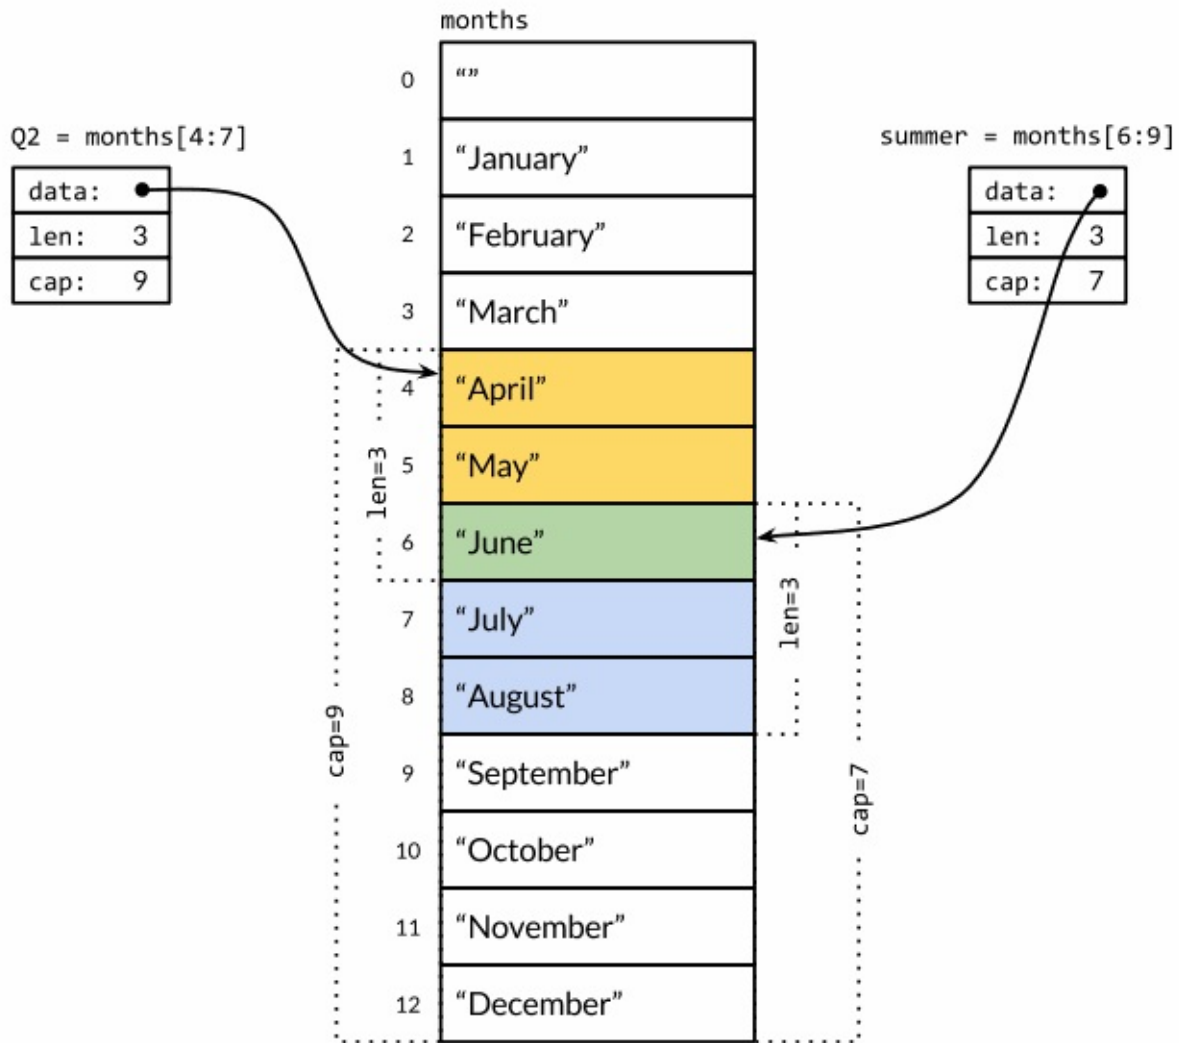 months
Q2 = months[4:7]
data:
len: 3
cap: 9
summer = months[6:9]
data:
len: 3
cap: 7
0 “”
1 “January”
2 “February”
3 “March”
4 “April”
5 “May”
6 “June”
7 “July”
8 “August”
9 “September”
10 “October”
11 “November”
12 “December”
len=3
cap=9
len=3
cap=7